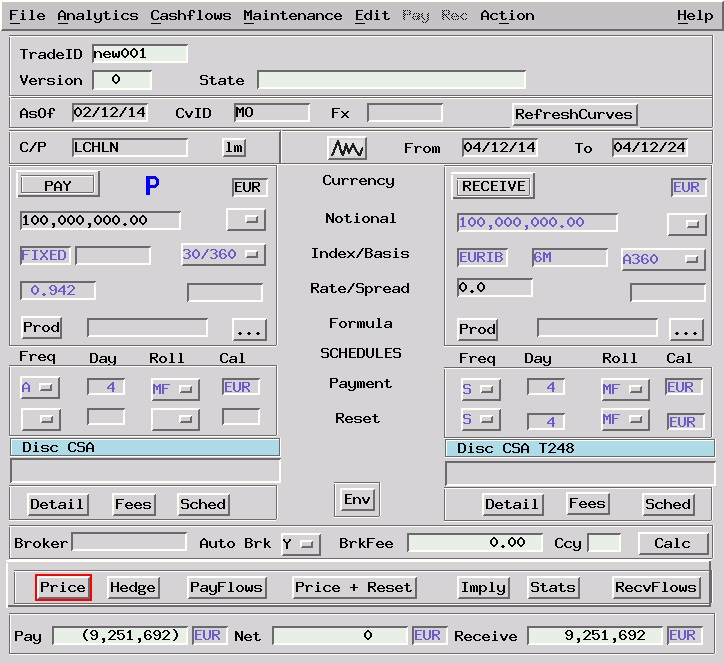 File Analytics Cashflows Maintenance Edit Pay Rec Action Help
TradeID new001
Version 0 State
AsOf 02/12/14 CvID MO Fx RefreshCurves
C/P LCHLN lm From 04/12/14 To 04/12/24
PAY P EUR Currency RECEIVE EUR
100,000,000.00 Notional 100,000,000.00
FIXED 30/360 Index/Basis EURIB 6M A360
0.942 Rate/Spread 0.0
Prod ... Formula Prod ...
Freq Day Roll Cal SCHEDULES Freq Day Roll Cal
A 4 MF EUR Payment S 4 MF EUR
Reset S 4 MF EUR
Disc CSA Disc CSA T248
Detail Fees Sched Env Detail Fees Sched
Broker Auto Brk Y BrkFee 0.00 Ccy Calc
Price Hedge PayFlows Price + Reset Imply Stats RecvFlows
Pay (9,251,692) EUR Net 0 EUR Receive 9,251,692 EUR